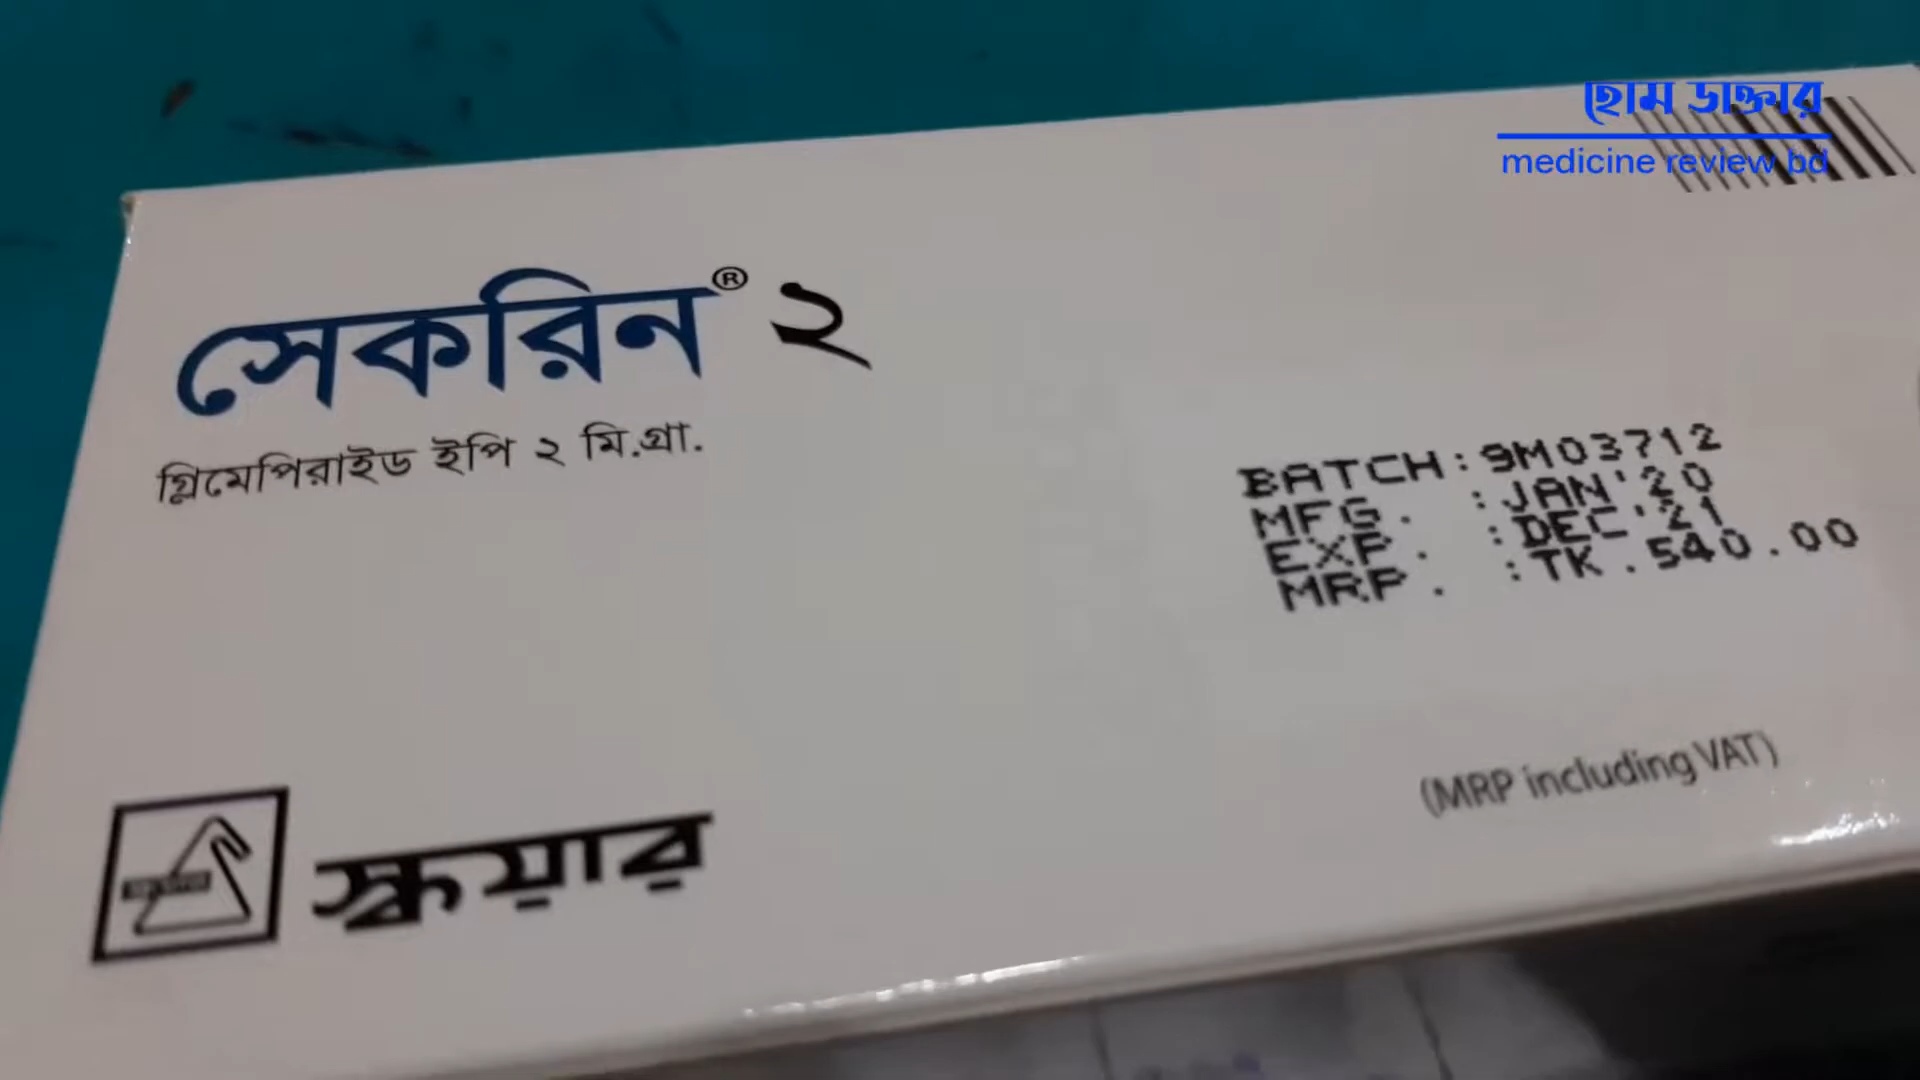 হোম ডাক্তার
medicine review bd
সেকরিন® ২
গ্লিমেপিরাইড ইপি ২ মি.গ্রা.
BATCH:9M03712
MFG. :JAN'20
EXP. :DEC'21
MRP. :TK.540.00
(MRP including VAT)
স্কয়ার